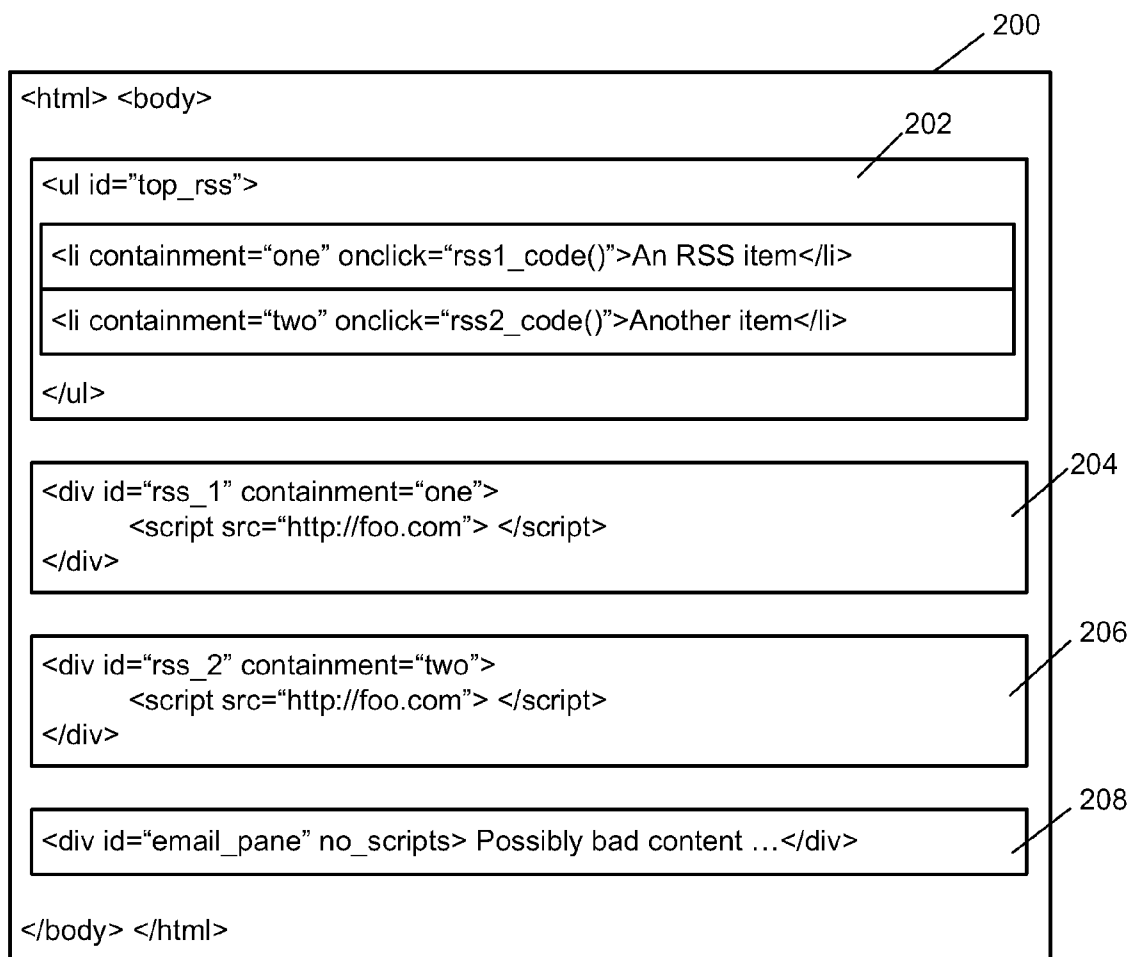 200
<html> <body>
202
<ul id=”top_rss”>
<li containment=“one” onclick=“rss1_code()”>An RSS item</li>
<li containment=“two” onclick=“rss2_code()”>Another item</li>
</ul>
204
<div id=“rss_1” containment=“one”>
<script src=“http://foo.com”> </script>
</div>
206
<div id=“rss_2” containment=“two”>
<script src=“http://foo.com”> </script>
</div>
208
<div id=“email_pane” no_scripts> Possibly bad content …</div>
</body> </html>